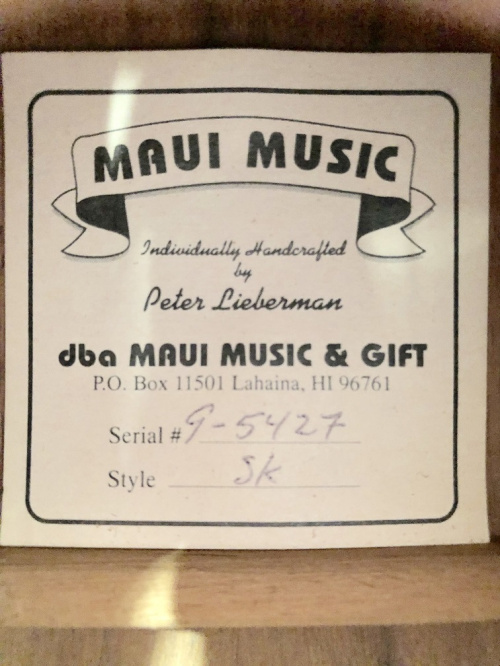 MAUI MUSIC
Individually Handcrafted
by
Peter Lieberman
dba MAUI MUSIC & GIFT
P.O. Box 11501 Lahaina, HI 96761
Serial # 9-5427
Style SK